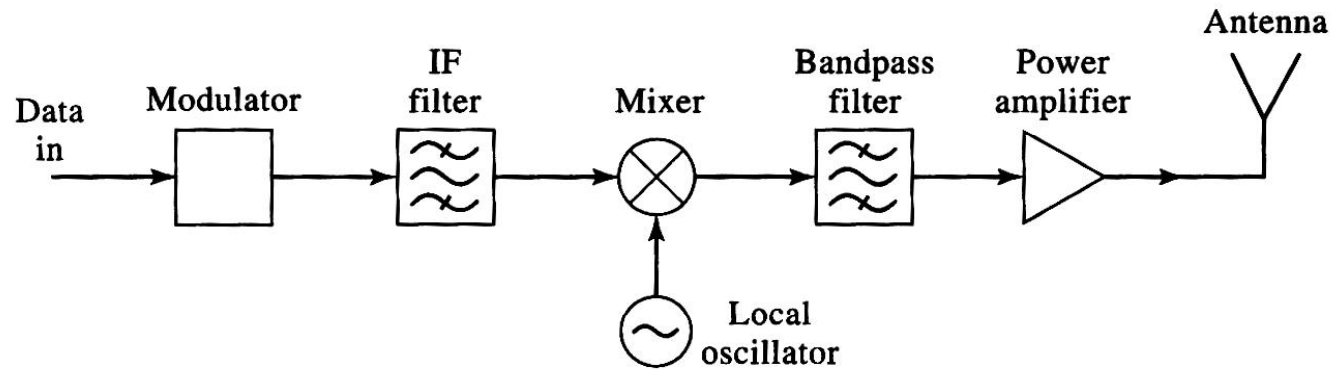 Data
in
Modulator
IF
filter
Mixer
Local
oscillator
Bandpass
filter
Power
amplifier
Antenna